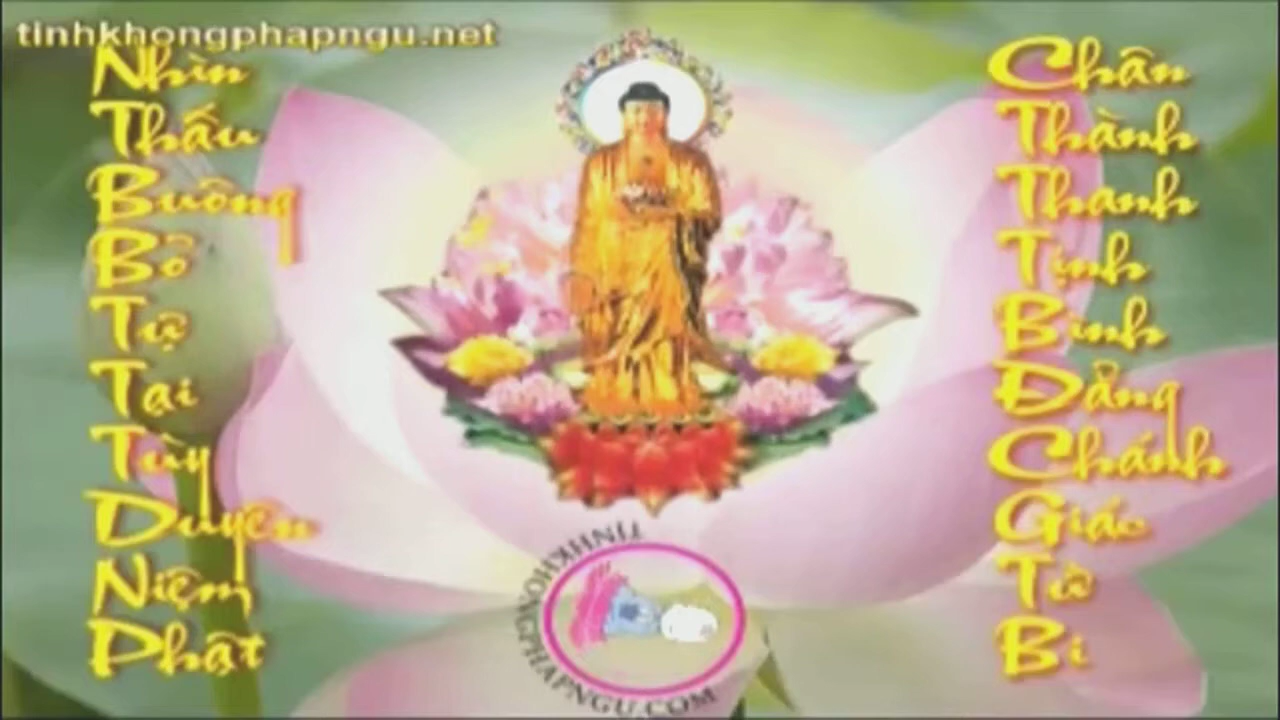 tinhkhongphapngu.net
Nhìn
Thấu
Buông
Bỏ
Tự
Tại
Tùy
Duyên
Niệm
Phật
Chân
Thành
Thanh
Tịnh
Bình
Đẳng
Chánh
Giác
Từ
Bi
TINHKHONGPHAPNGU.COM